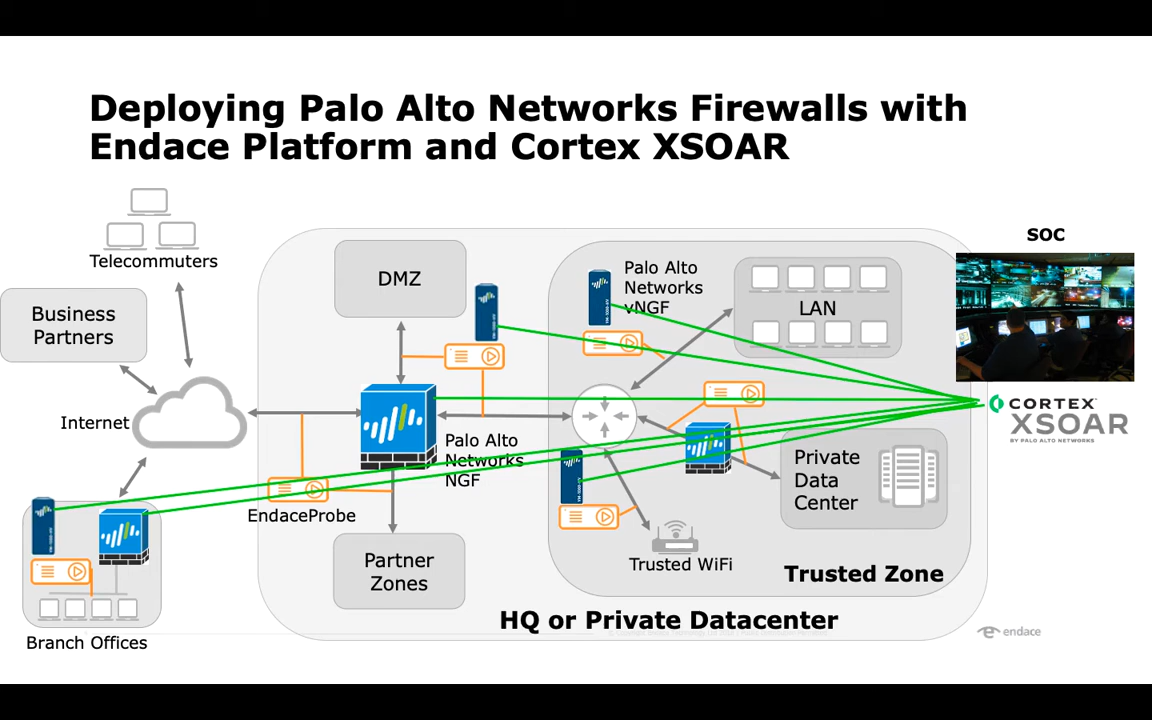 Deploying Palo Alto Networks Firewalls with
Endace Platform and Cortex XSOAR
Telecommuters
Business
Partners
Internet
Branch Offices
EndaceProbe
DMZ
Palo Alto
Networks
NGF
Partner
Zones
Palo Alto
Networks
vNGF
LAN
Private
Data
Center
Trusted WiFi
Trusted Zone
HQ or Private Datacenter
SOC
CORTEX
XSOAR
BY PALO ALTO NETWORKS
endace